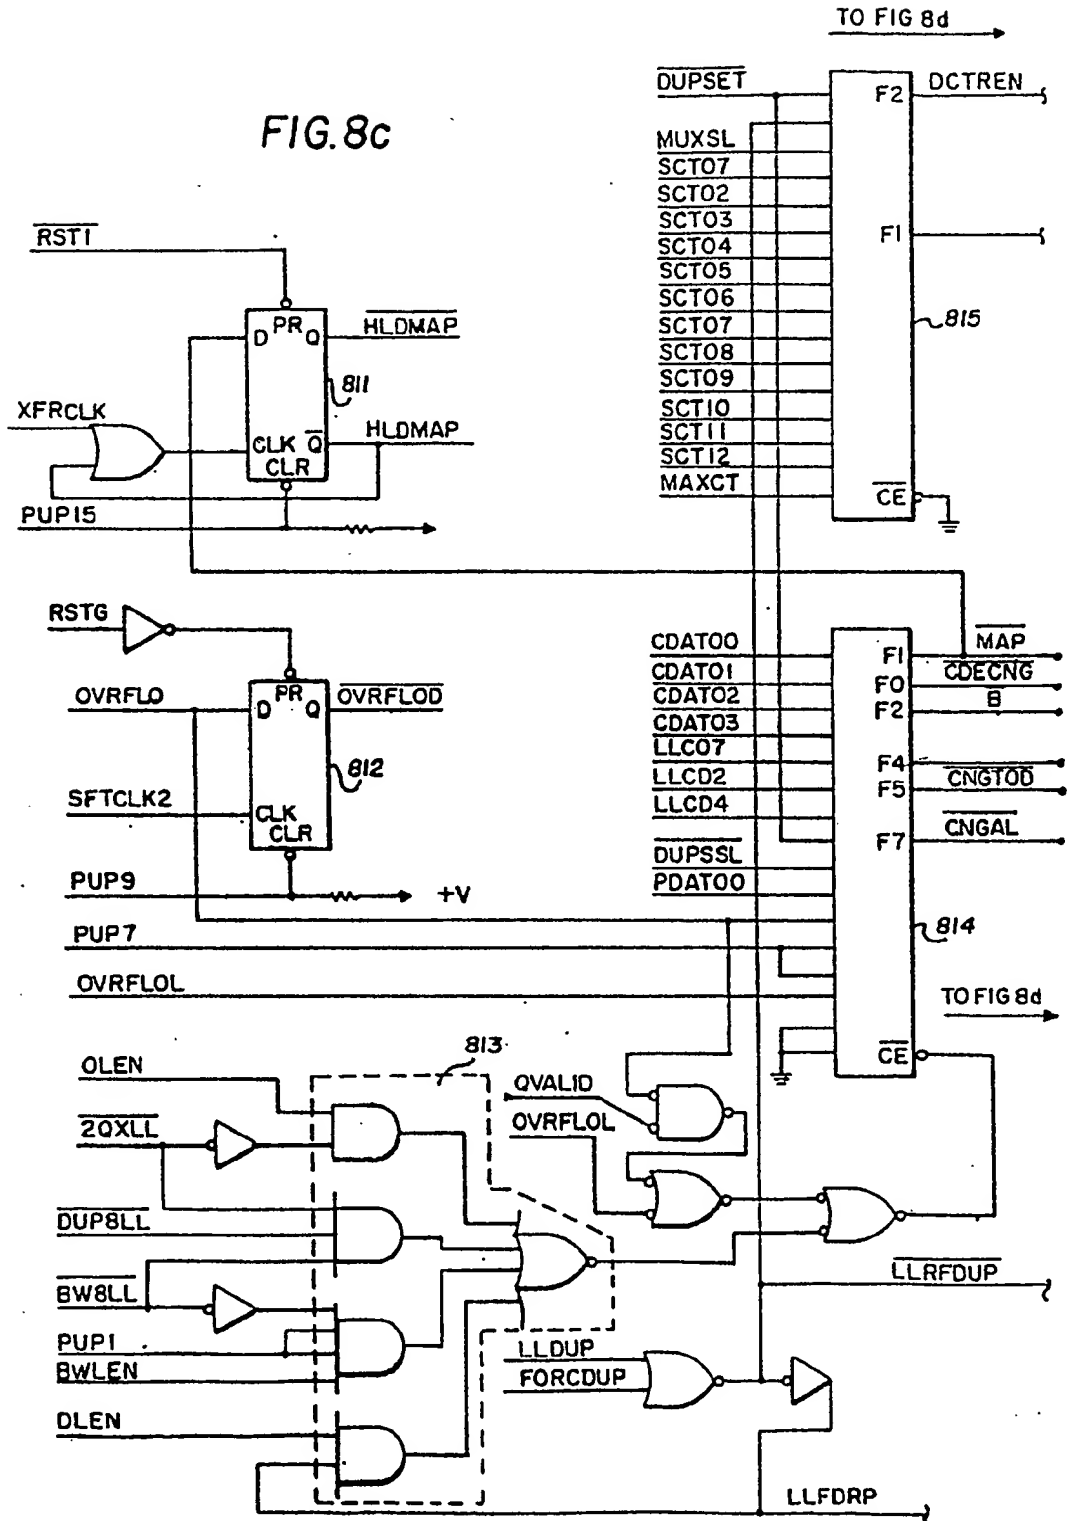 TO FIG 8d
FIG. 8c
DUPSET
F2
DCTREN
MUXSL
SCT07
SCT02
SCT03
F1
SCT04
SCT05
SCT06
SCT07
815
SCT08
SCT09
SCT10
SCT11
SCT12
MAXCT
CE
RST1
PR
D
Q
HLDMAP
811
XFRCLK
CLK
Q
HLDMAP
CLR
PUP15
RSTG
PR
OVRFLO
D
Q
OVRFLOD
812
SFTCLK2
CLK
CLR
PUP9
+V
PUP7
OVRFLOL
CDAT00
F1
MAP
CDAT01
F0
CDECNG
CDAT02
F2
B
CDAT03
LLC07
F4
LLCD2
F5
CNGTOD
LLCD4
F7
CNGAL
DUPSSL
PDAT00
814
TO FIG 8d
CE
813
OLEN
2QXLL
DUP8LL
BW8LL
PUP1
BWLEN
DLEN
QVALID
OVRFLOL
LLRFDUP
LLDUP
FORCDUP
LLFDRP